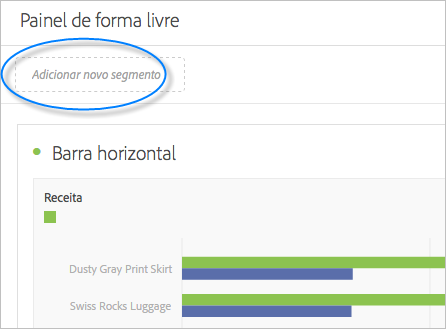 Painel de forma livre
Adicionar novo segmento
Barra horizontal
Receita
Dusty Gray Print Skirt
Swiss Rocks Luggage